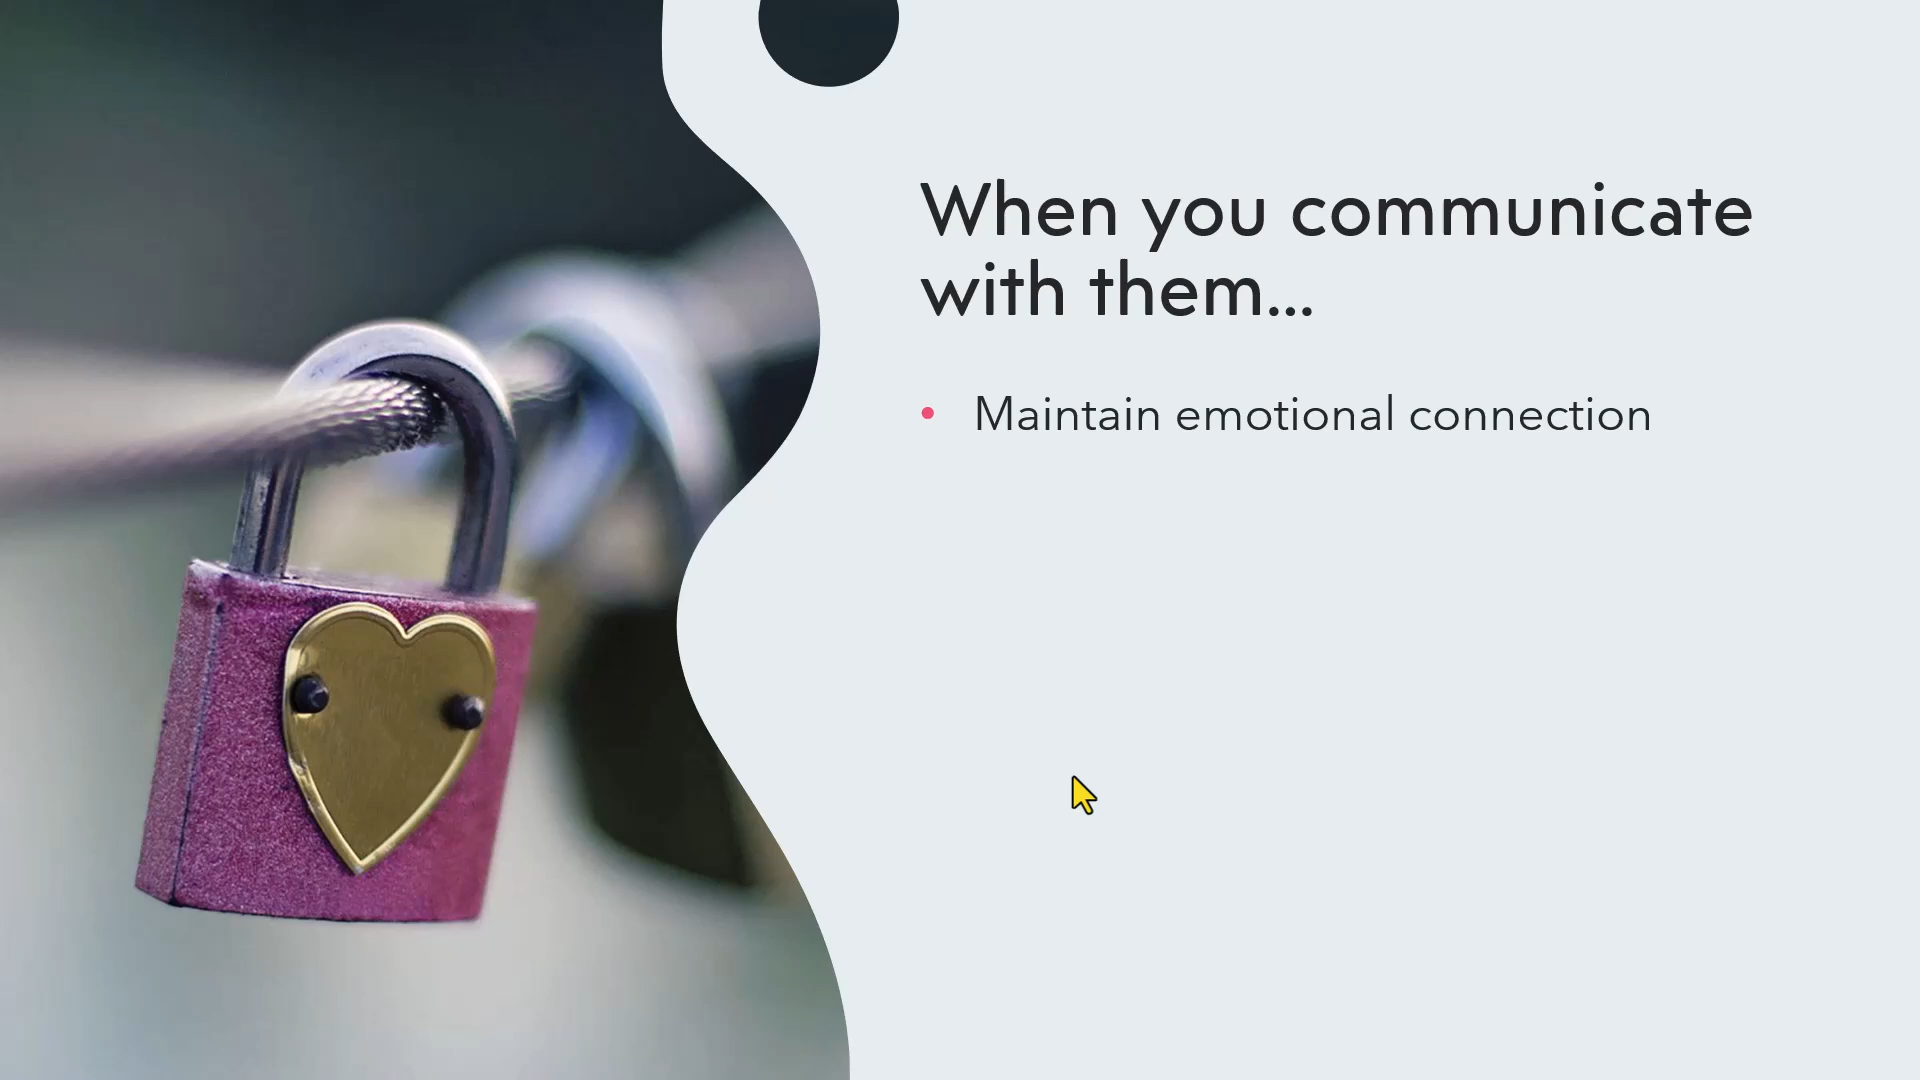 When you communicate
with them...
• Maintain emotional connection